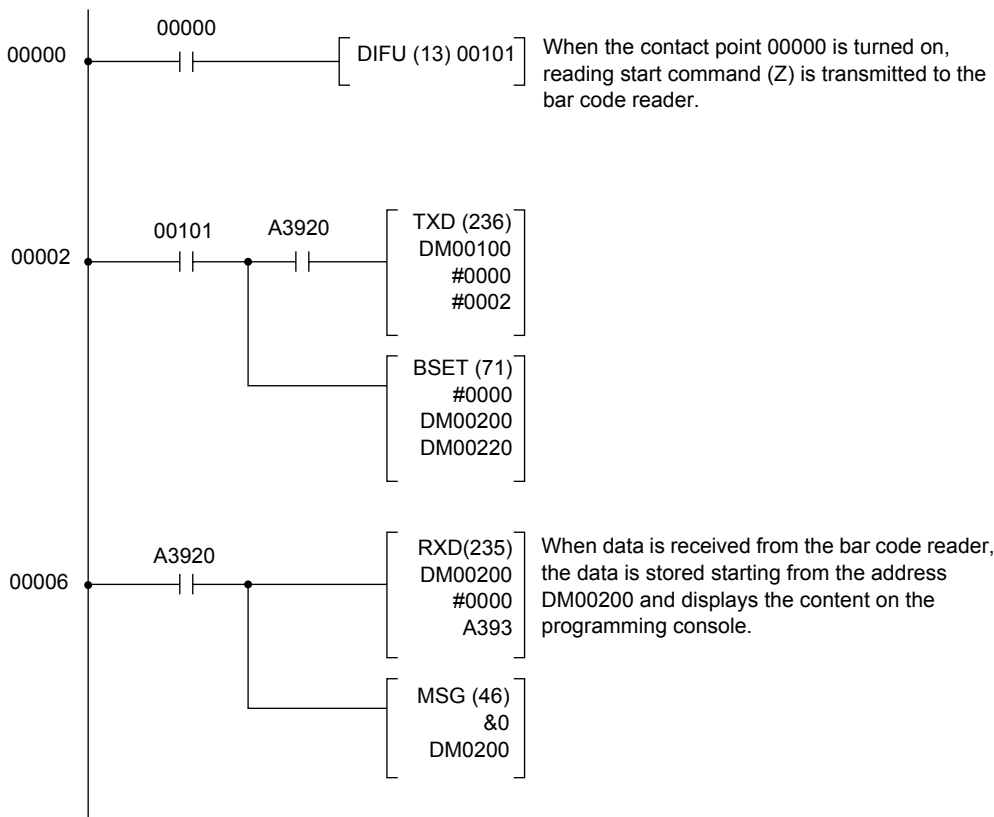 00000
00000
DIFU (13) 00101
When the contact point 00000 is turned on,
reading start command (Z) is transmitted to the
bar code reader.
00002
00101
A3920
TXD (236)
DM00100
#0000
#0002
BSET (71)
#0000
DM00200
DM00220
00006
A3920
RXD(235)
DM00200
#0000
A393
When data is received from the bar code reader,
the data is stored starting from the address
DM00200 and displays the content on the
programming console.
MSG (46)
&0
DM0200